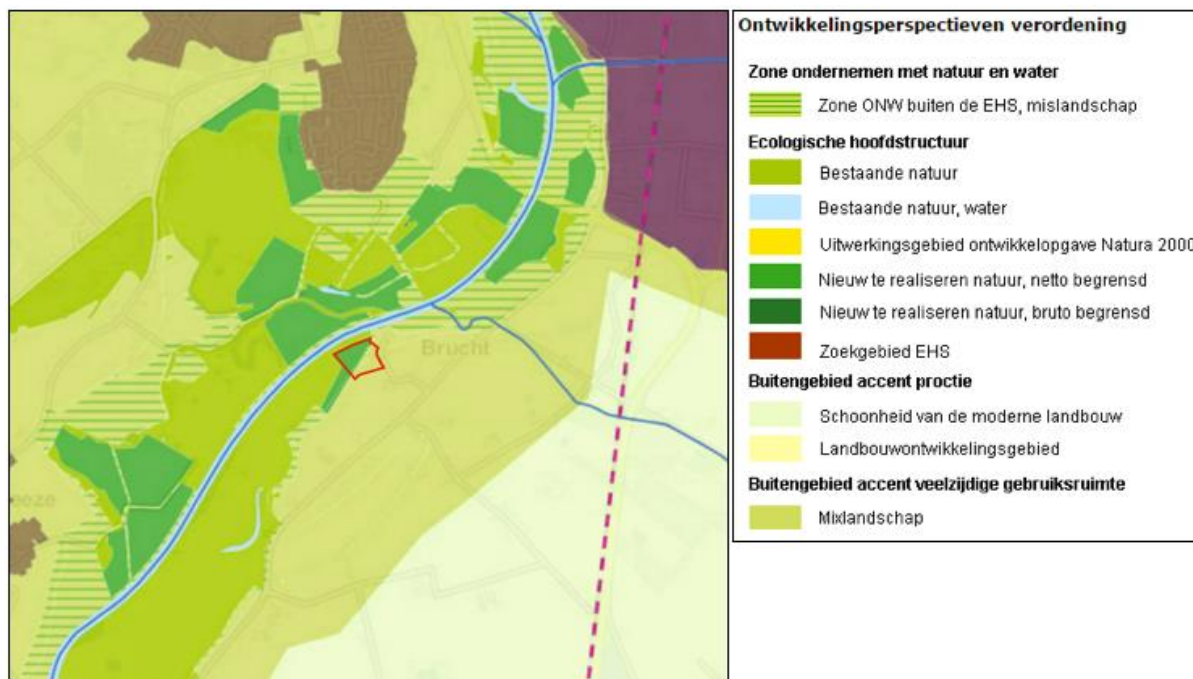 Brucht
eeze
Ontwikkelingsperspectieven verordening
Zone ondernemen met natuur en water
Zone ONW buiten de EHS, mislandschap
Ecologische hoofdstructuur
Bestaande natuur
Bestaande natuur, water
Uitwerkingsgebied ontwikkelopgave Natura 2000
Nieuw te realiseren natuur, netto begrensd
Nieuw te realiseren natuur, bruto begrensd
Zoekgebied EHS
Buitengebied accent proctie
Schoonheid van de moderne landbouw
Landbouwontwikkelingsgebied
Buitengebied accent veelzijdige gebruiksruimte
Mixlandschap